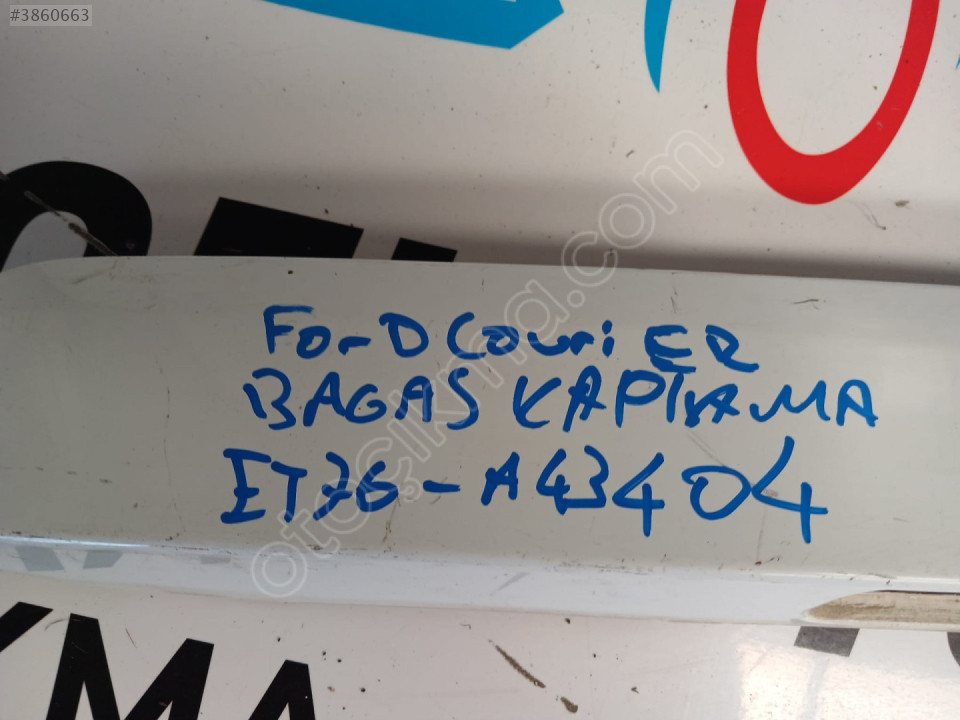 #3860663
otocikma.com
FORD COURiER
BAGAS KAPLAMA
ET76-A43404